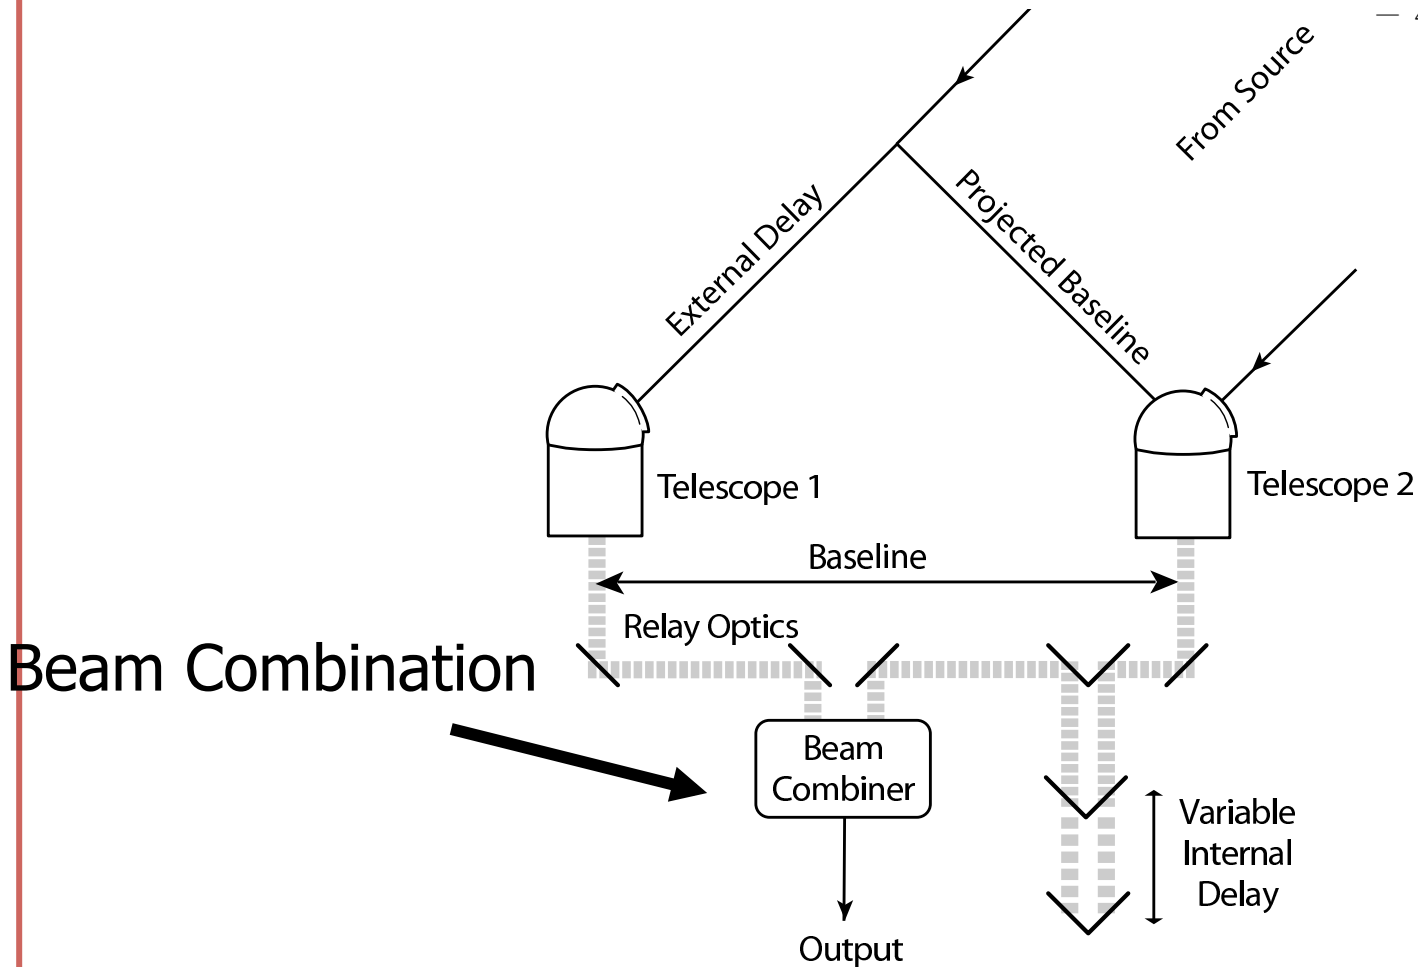 From Source
External Delay
Projected Baseline
Telescope 1
Telescope 2
Baseline
Relay Optics
Beam Combination
Beam
Combiner
Variable
Internal
Delay
Output